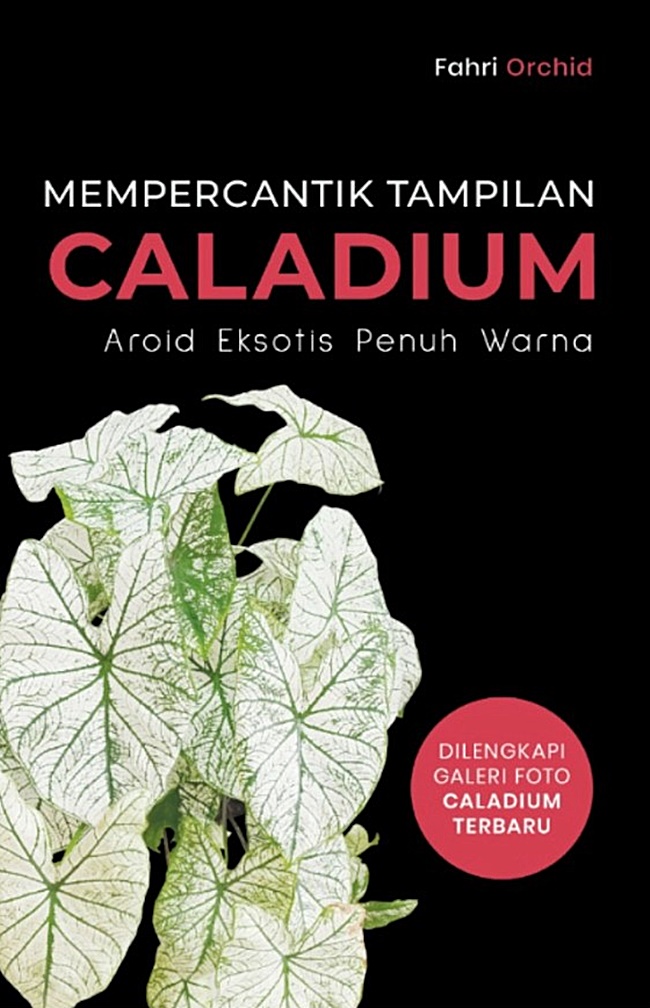 Fahri Orchid
MEMPERCANTIK TAMPILAN
CALADIUM
Aroid Eksotis Penuh Warna
DILENGKAPI
GALERI FOTO
CALADIUM
TERBARU